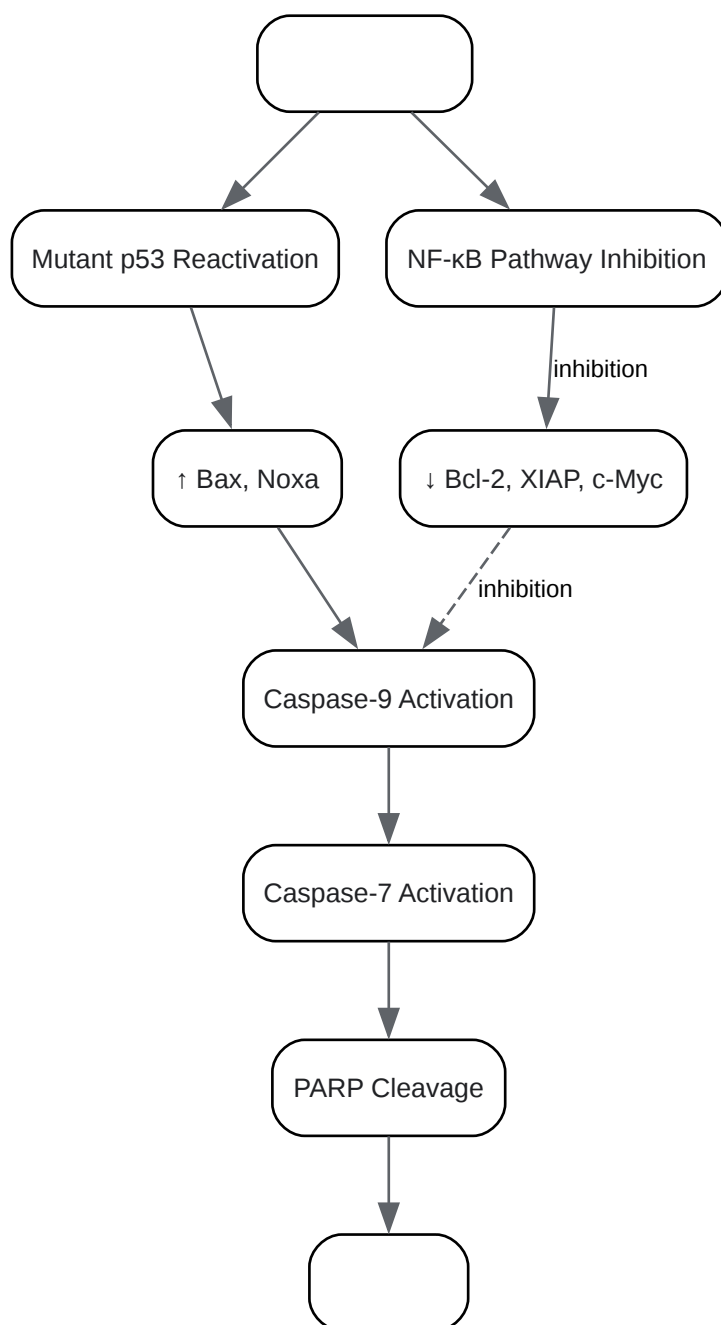 Mutant p53 Reactivation
NF-κB Pathway Inhibition
inhibition
↑ Bax, Noxa
↓ Bcl-2, XIAP, c-Myc
inhibition
Caspase-9 Activation
Caspase-7 Activation
PARP Cleavage